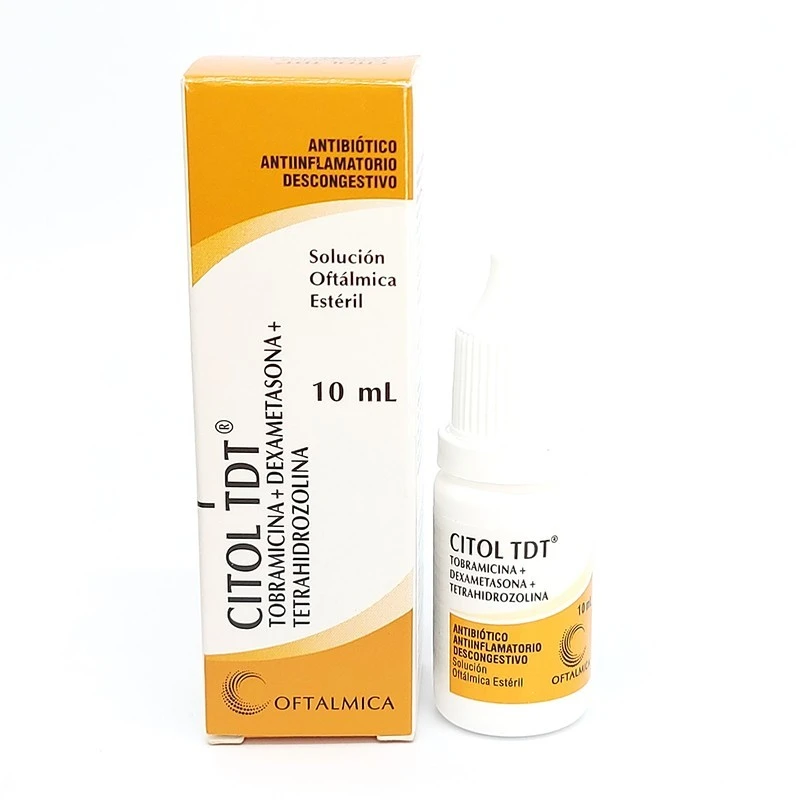 ANTIBIÓTICO
ANTIINFLAMATORIO
DESCONGESTIVO
Solución
Oftálmica
Estéril
10 mL
CITOL TDT®
TOBRAMICINA + DEXAMETASONA +
TETRAHIDROZOLINA
OFTALMICA
CITOL TDT®
TOBRAMICINA +
DEXAMETASONA +
TETRAHIDROZOLINA
10 mL
ANTIBIÓTICO
ANTIINFLAMATORIO
DESCONGESTIVO
Solución
Oftálmica Estéril
OFTALMICA